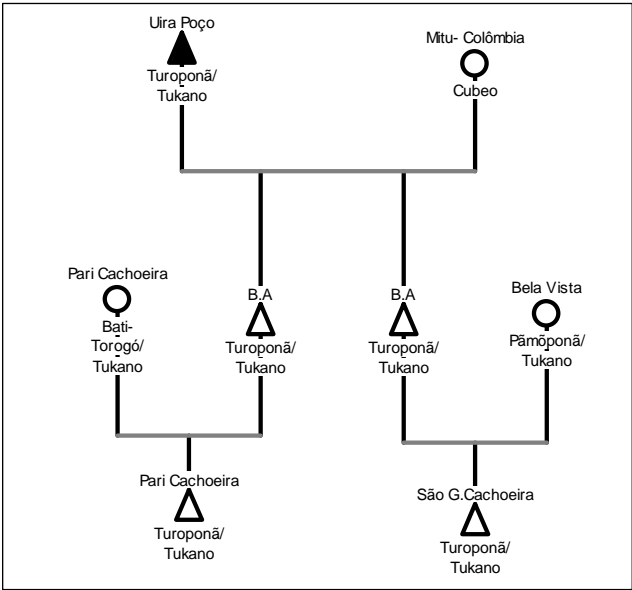 Uira Poço
Turoponã/
Tukano
Mitu- Colômbia
Cubeo
Pari Cachoeira
Bati-
Torogó/
Tukano
B.A
Turoponã/
Tukano
B.A
Turoponã/
Tukano
Bela Vista
Pãmõponã/
Tukano
Pari Cachoeira
Turoponã/
Tukano
São G.Cachoeira
Turoponã/
Tukano